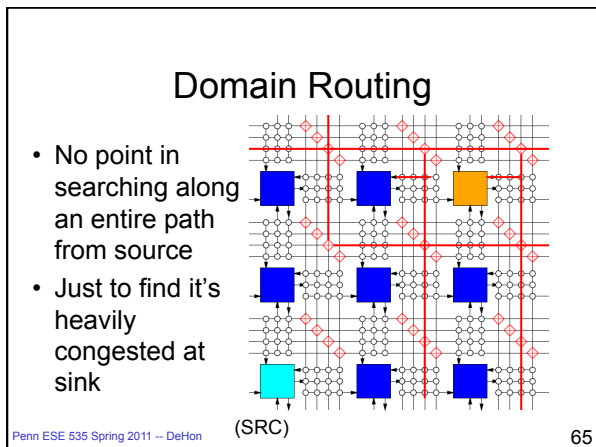 Domain Routing
• No point in
searching along
an entire path
from source
• Just to find it's
heavily
congested at
sink
(SRC)
Penn ESE 535 Spring 2011 -- DeHon
65